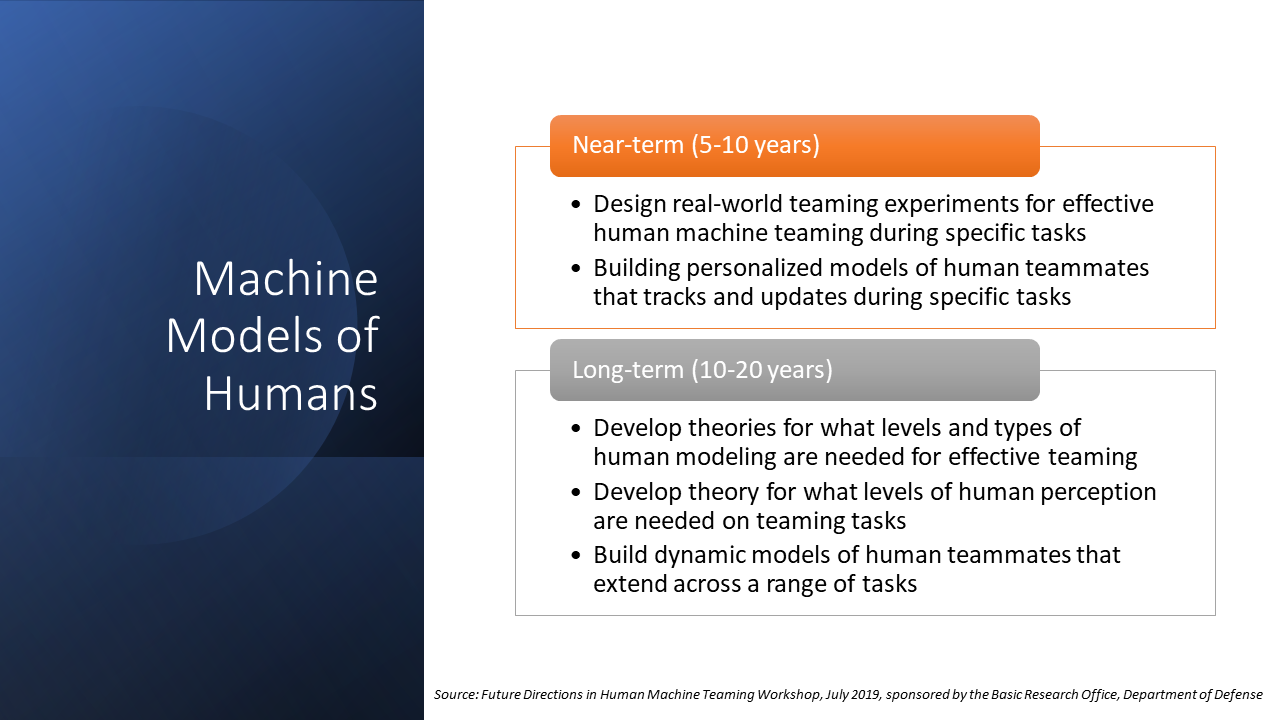 Machine
Models of
Humans
Near-term (5-10 years)
• Design real-world teaming experiments for effective
human machine teaming during specific tasks
• Building personalized models of human teammates
that tracks and updates during specific tasks
Long-term (10-20 years)
• Develop theories for what levels and types of
human modeling are needed for effective teaming
• Develop theory for what levels of human perception
are needed on teaming tasks
• Build dynamic models of human teammates that
extend across a range of tasks
Source: Future Directions in Human Machine Teaming Workshop, July 2019, sponsored by the Basic Research Office, Department of Defense